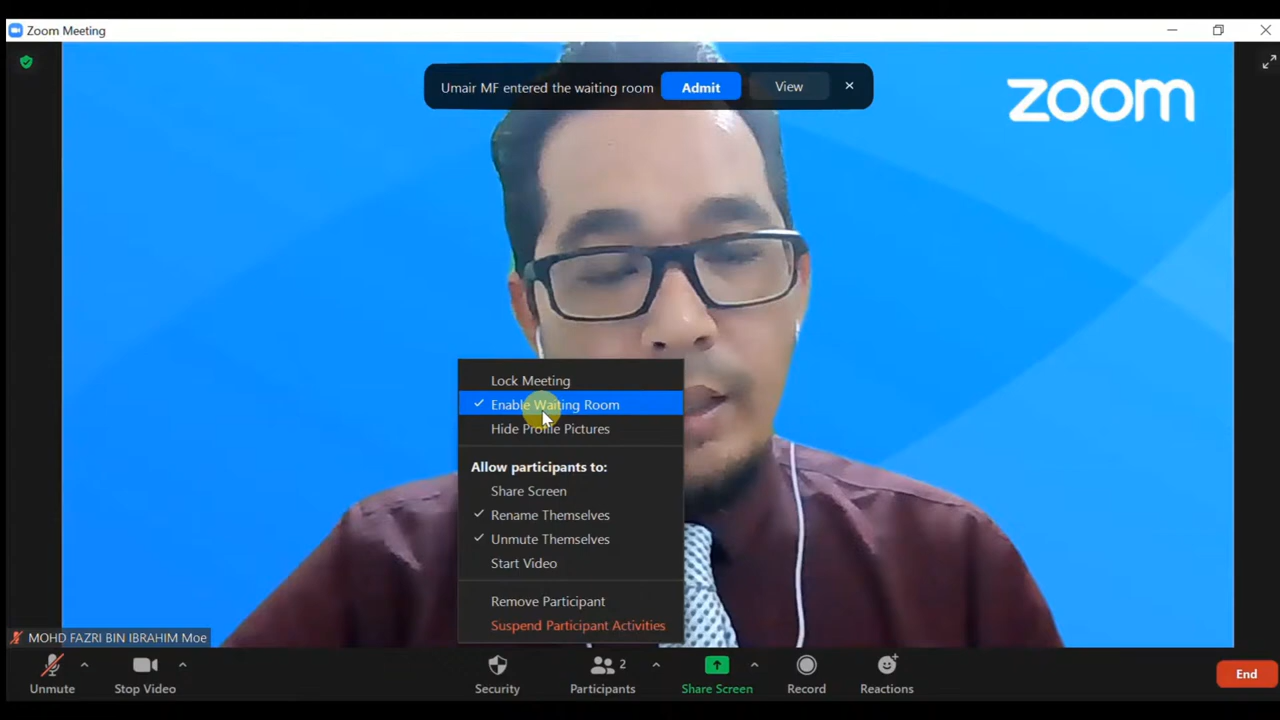 Zoom Meeting
Umair MF entered the waiting room Admit View
zoom
Lock Meeting
Enable Waiting Room
Hide Profile Pictures
Allow participants to:
Share Screen
Rename Themselves
Unmute Themselves
Start Video
Remove Participant
Suspend Participant Activities
MOHD FAZRI BIN IBRAHIM Moe
2
Unmute Stop Video Security Participants Share Screen Record Reactions End